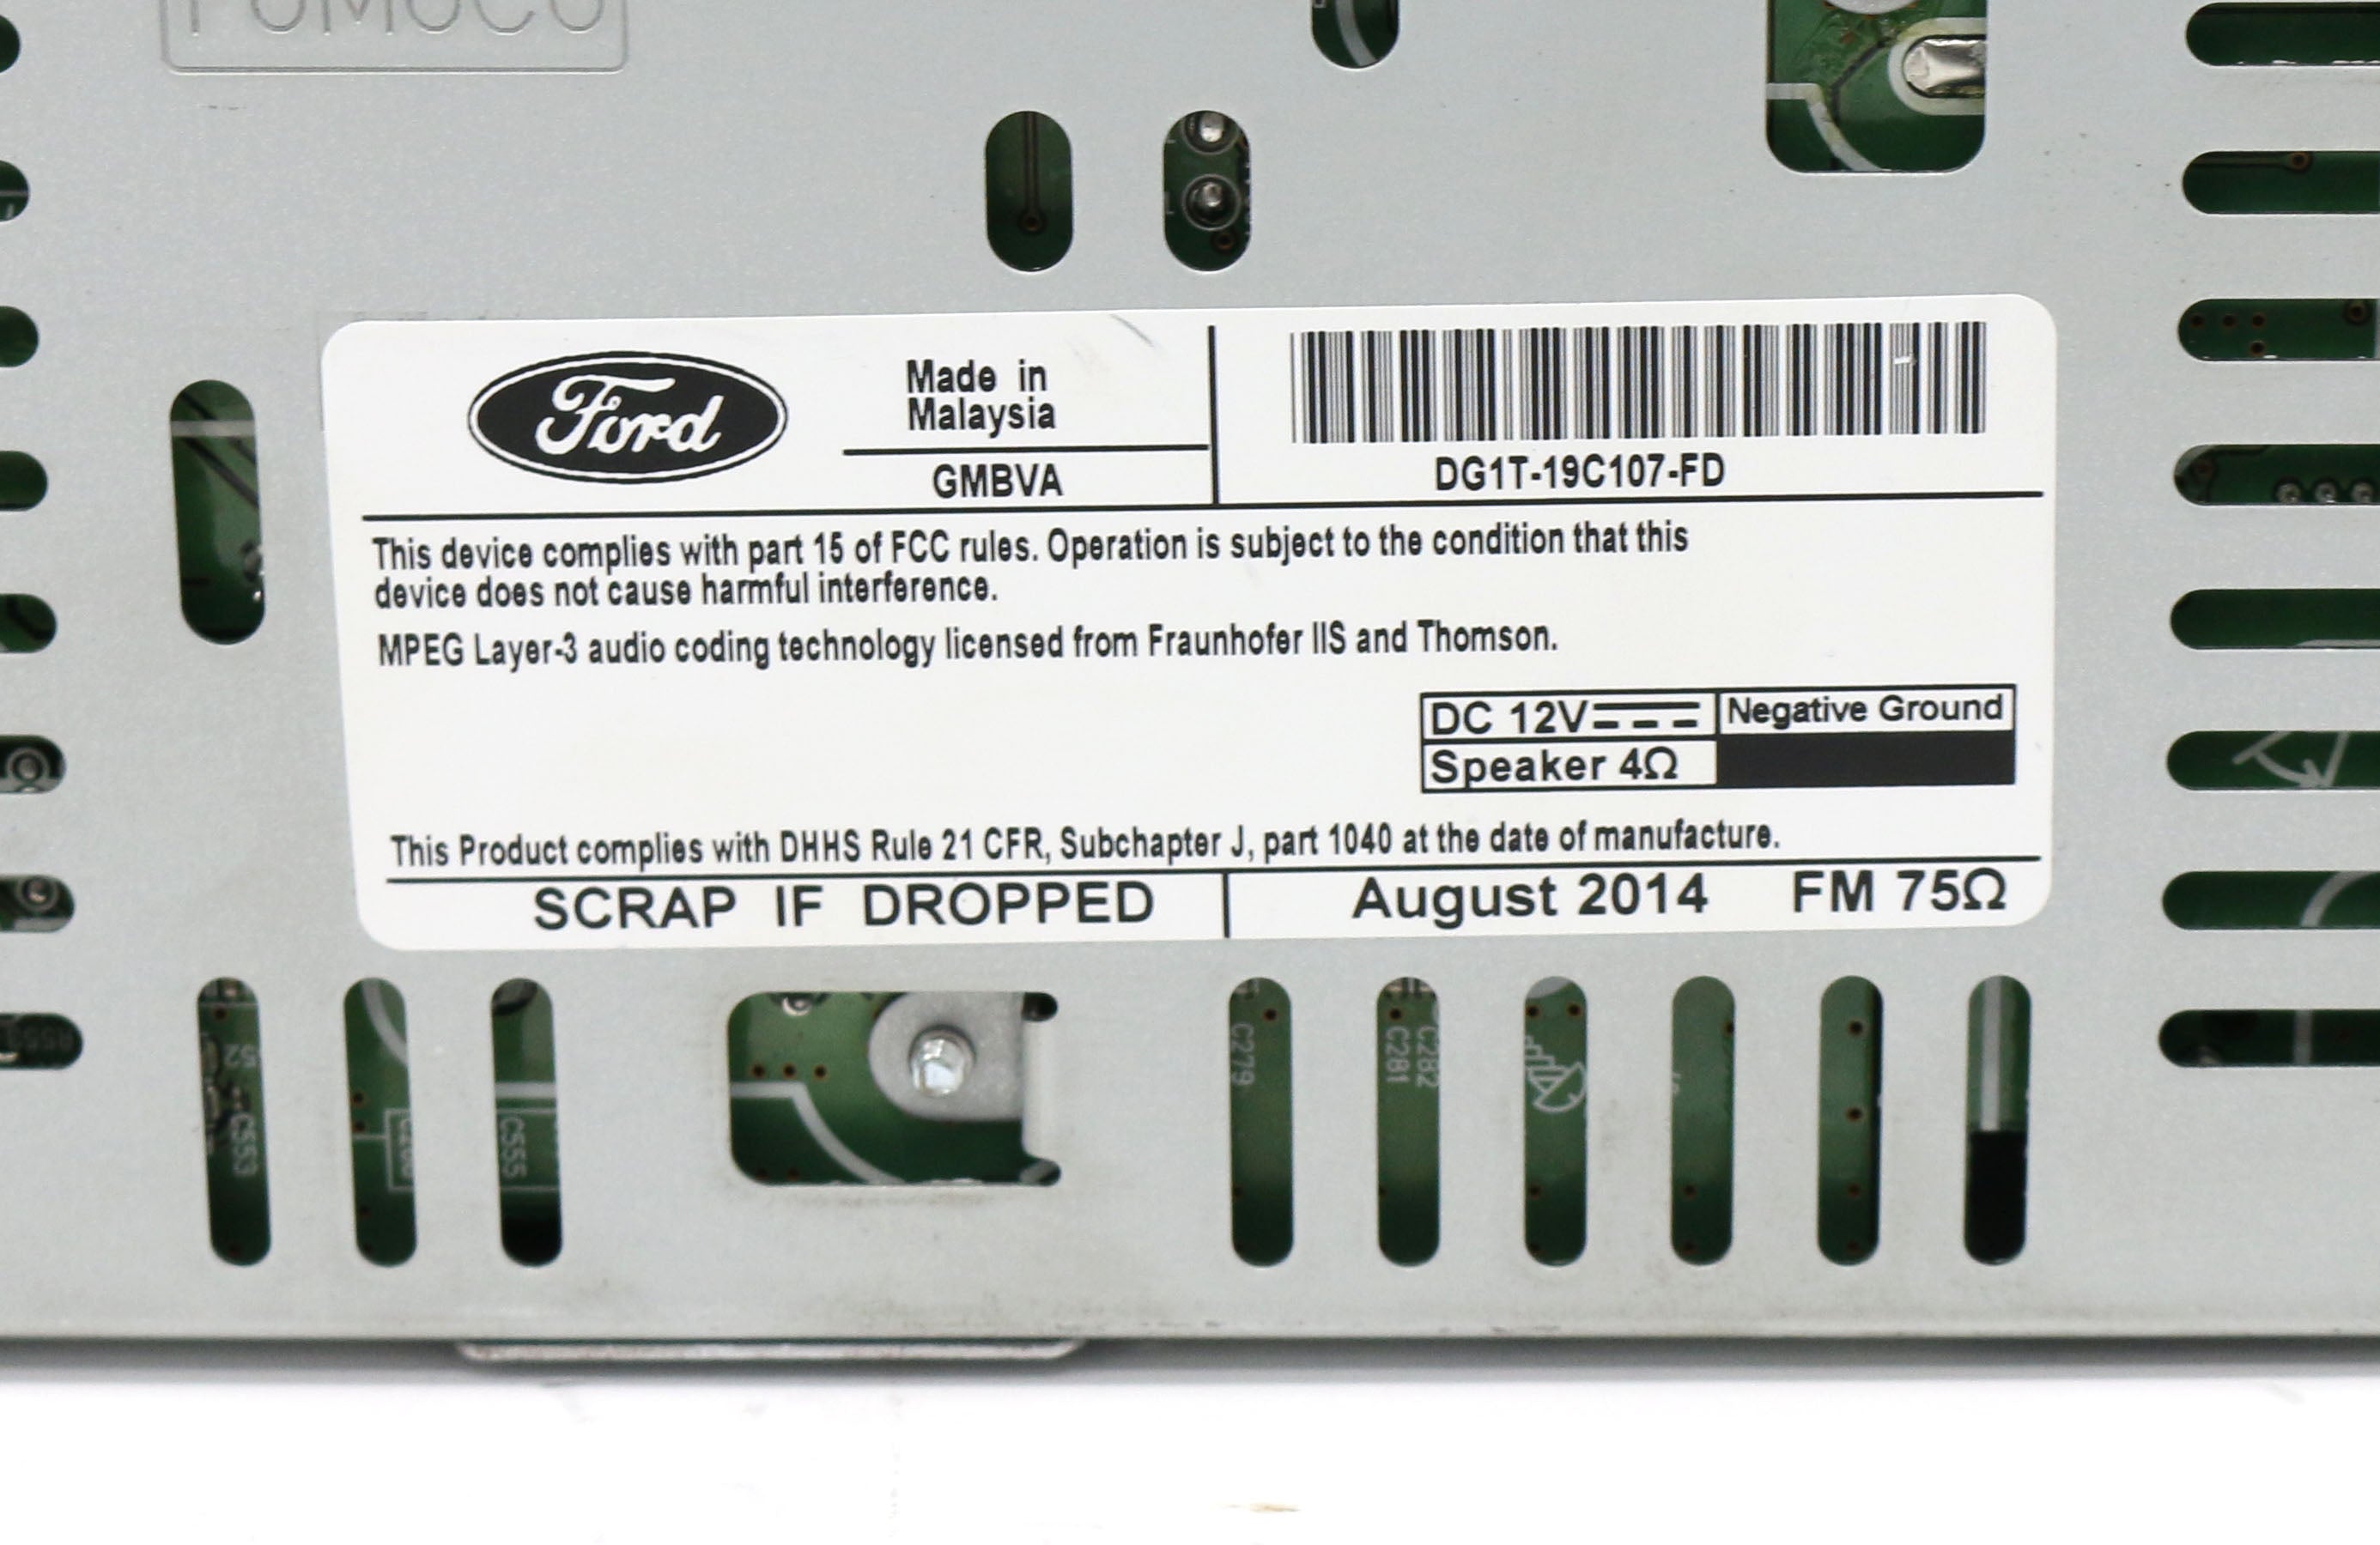 FOMOCO
Ford
Made in
Malaysia
GMBVA
DG1T-19C107-FD
This device complies with part 15 of FCC rules. Operation is subject to the condition that this
device does not cause harmful interference.
MPEG Layer-3 audio coding technology licensed from Fraunhofer IIS and Thomson.
DC 12V Negative Ground
Speaker 4Ω
This Product complies with DHHS Rule 21 CFR, Subchapter J, part 1040 at the date of manufacture.
SCRAP IF DROPPED
August 2014 FM 75Ω
C553
C555
C279
C281
C282